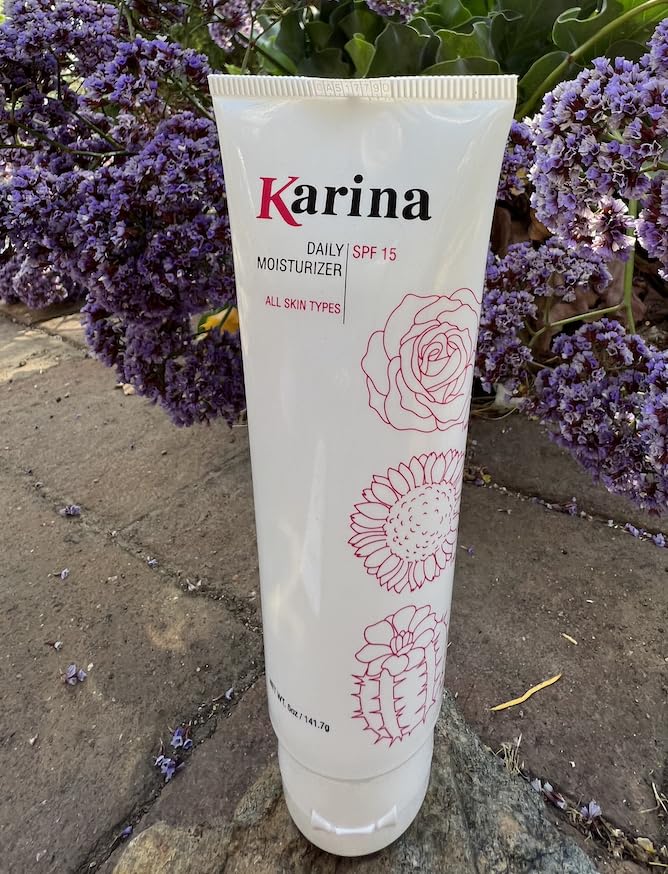 Karina
DAILY SPF 15
MOISTURIZER
ALL SKIN TYPES
NET WT. 5oz / 141.7g